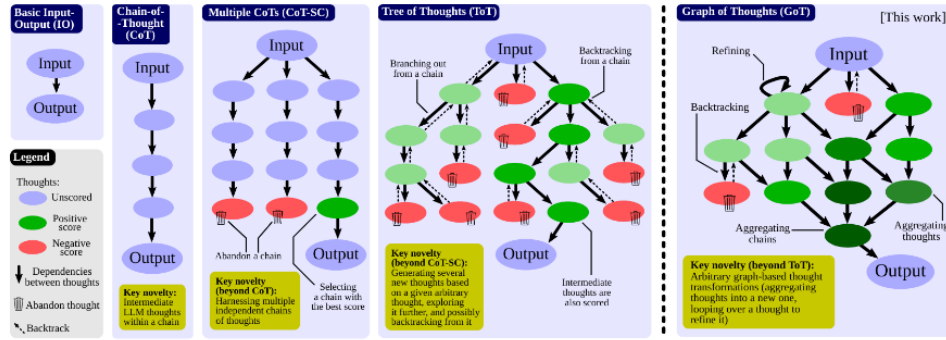 Basic Input-
Output (IO)
Input
Output
Legend
Thoughts:
Unscored
Positive
score
Negative
score
Dependencies
between thoughts
Abandon thought
Backtrack
Chain-of-
-Thought
(CoT)
Input
Output
Key novelty:
Intermediate
LLM thoughts
within a chain
Multiple CoTs (CoT-SC)
Input
Abandon a chain
Output
Selecting
a chain with
the best score
Key novelty
(beyond CoT):
Harnessing multiple
independent chains
of thoughts
Tree of Thoughts (ToT)
Input
Branching out
from a chain
Backtracking
from a chain
Output
Intermediate
thoughts are
also scored
Key novelty
(beyond CoT-SC):
Generating several
new thoughts based
on a given arbitrary
thought, exploring
it further, and possibly
backtracking from it
Graph of Thoughts (GoT)
[This work]
Refining
Input
Backtracking
Aggregating
chains
Aggregating
thoughts
Output
Key novelty (beyond ToT):
Arbitrary graph-based thought
transformations (aggregating
thoughts into a new one,
looping over a thought to
refine it)